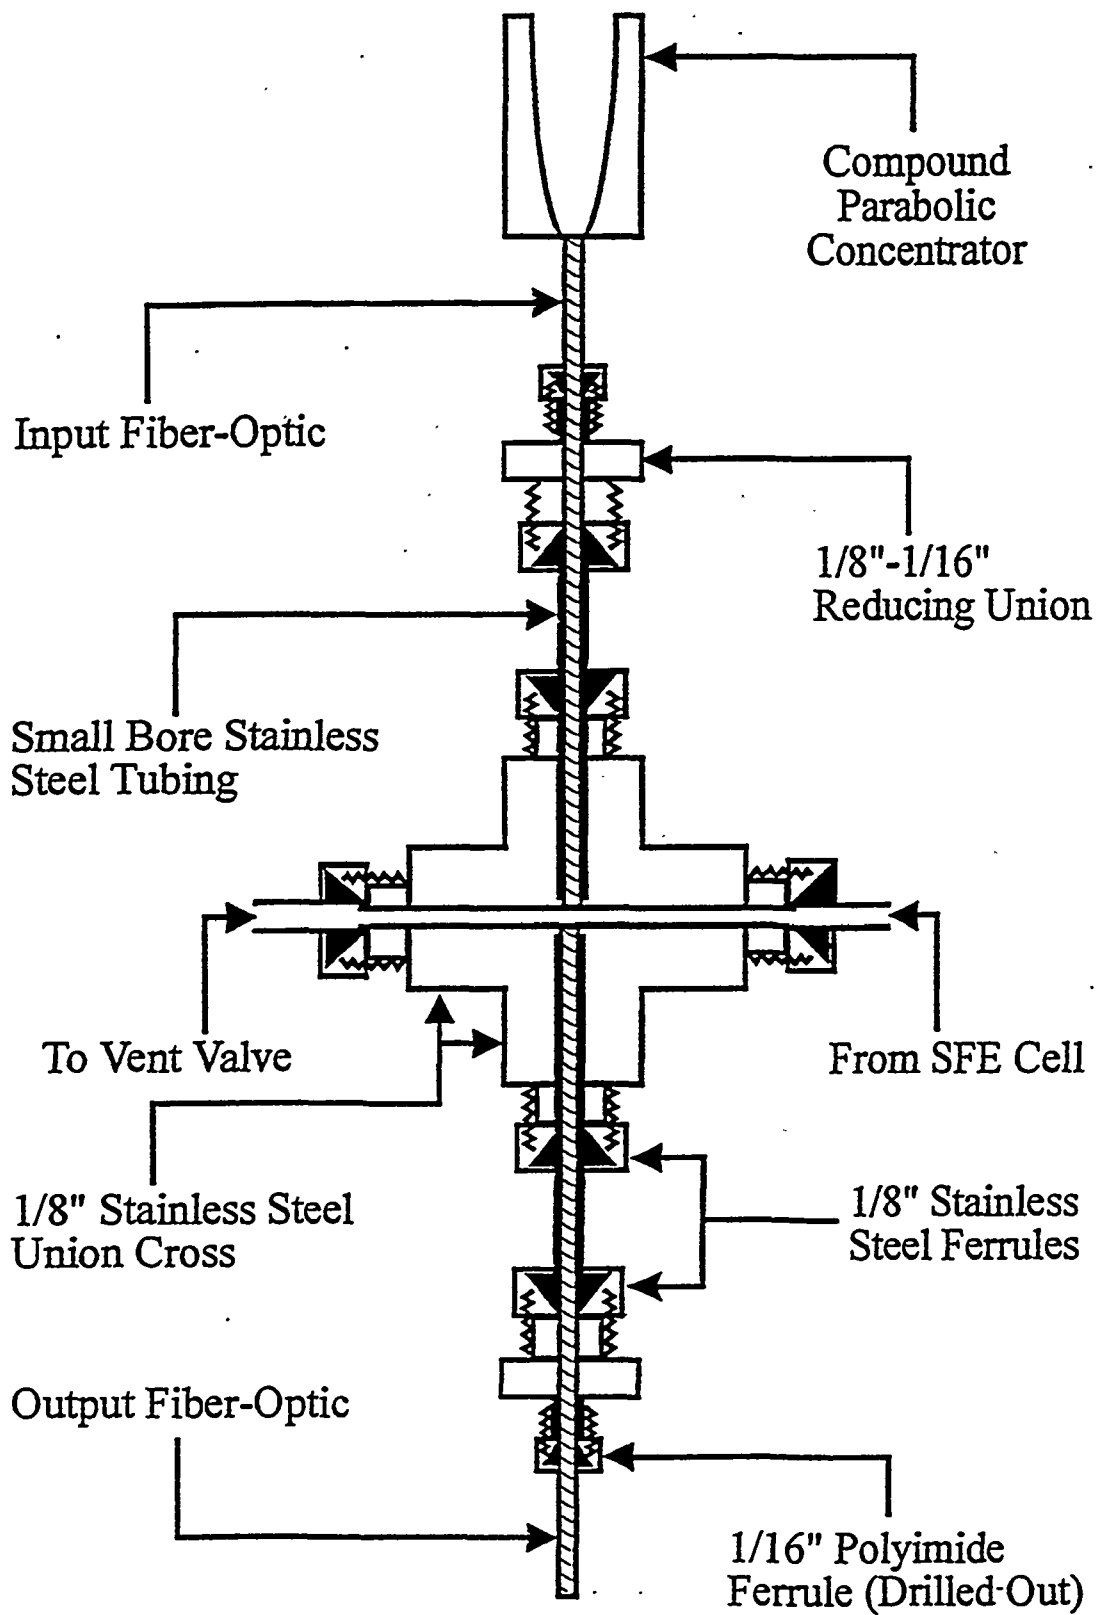 Compound
Parabolic
Concentrator
Input Fiber-Optic
1/8"-1/16"
Reducing Union
Small Bore Stainless
Steel Tubing
To Vent Valve
From SFE Cell
1/8" Stainless Steel
Union Cross
1/8" Stainless
Steel Ferrules
Output Fiber-Optic
1/16" Polyimide
Ferrule (Drilled-Out)